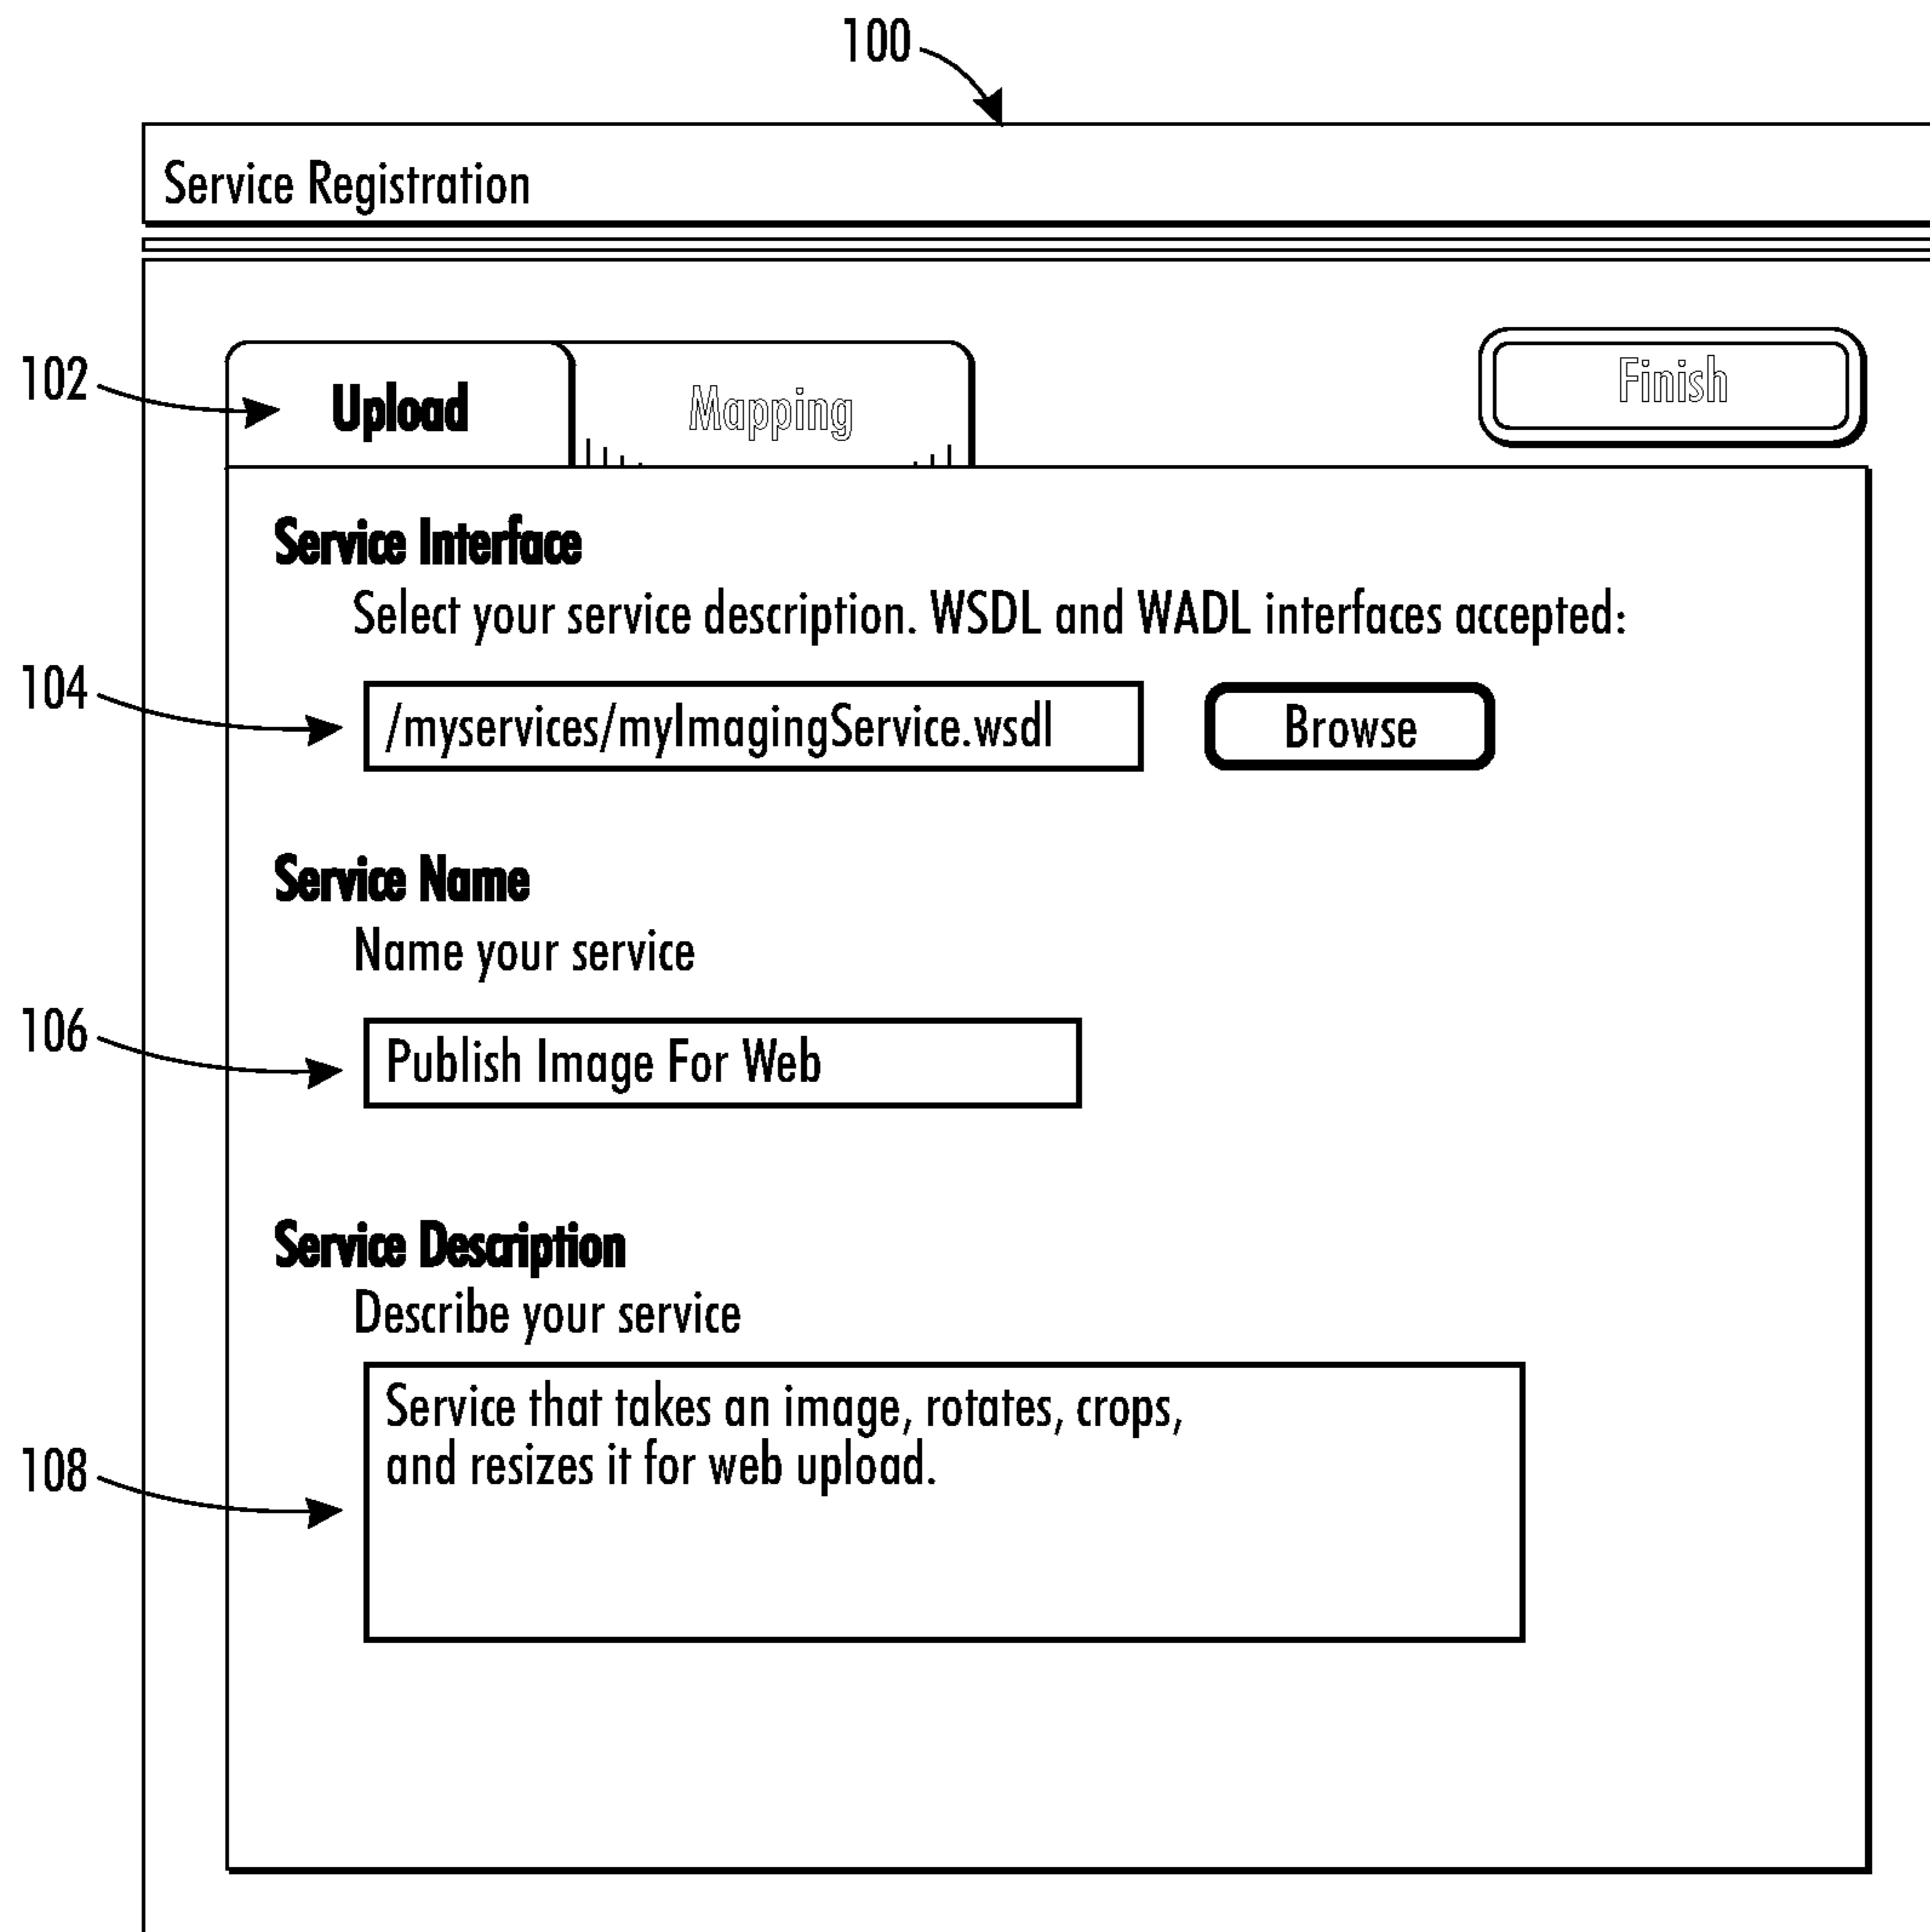 100
Service Registration
102
Upload
Mapping
Finish
Service Interface
Select your service description. WSDL and WADL interfaces accepted:
104
/myservices/myImagingService.wsdl
Browse
Service Name
Name your service
106
Publish Image For Web
Service Description
Describe your service
108
Service that takes an image, rotates, crops,
and resizes it for web upload.